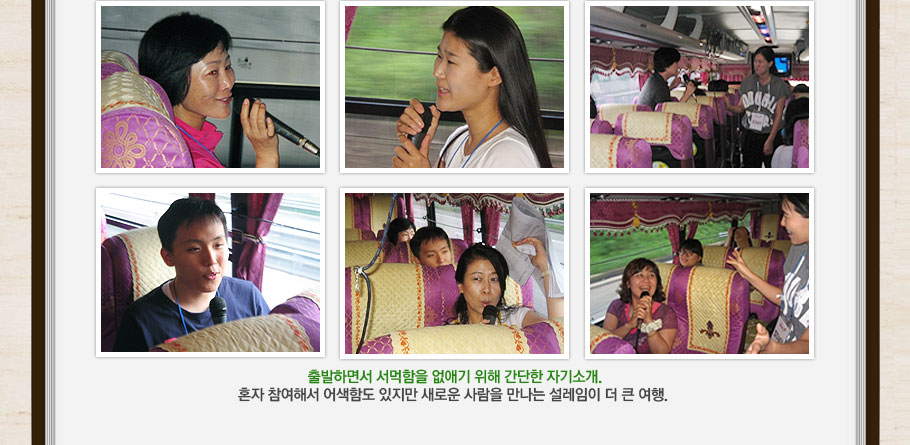 출발하면서 서먹함을 없애기 위해 간단한 자기소개.
혼자 참여해서 어색함도 있지만 새로운 사람을 만나는 설레임이 더 큰 여행.